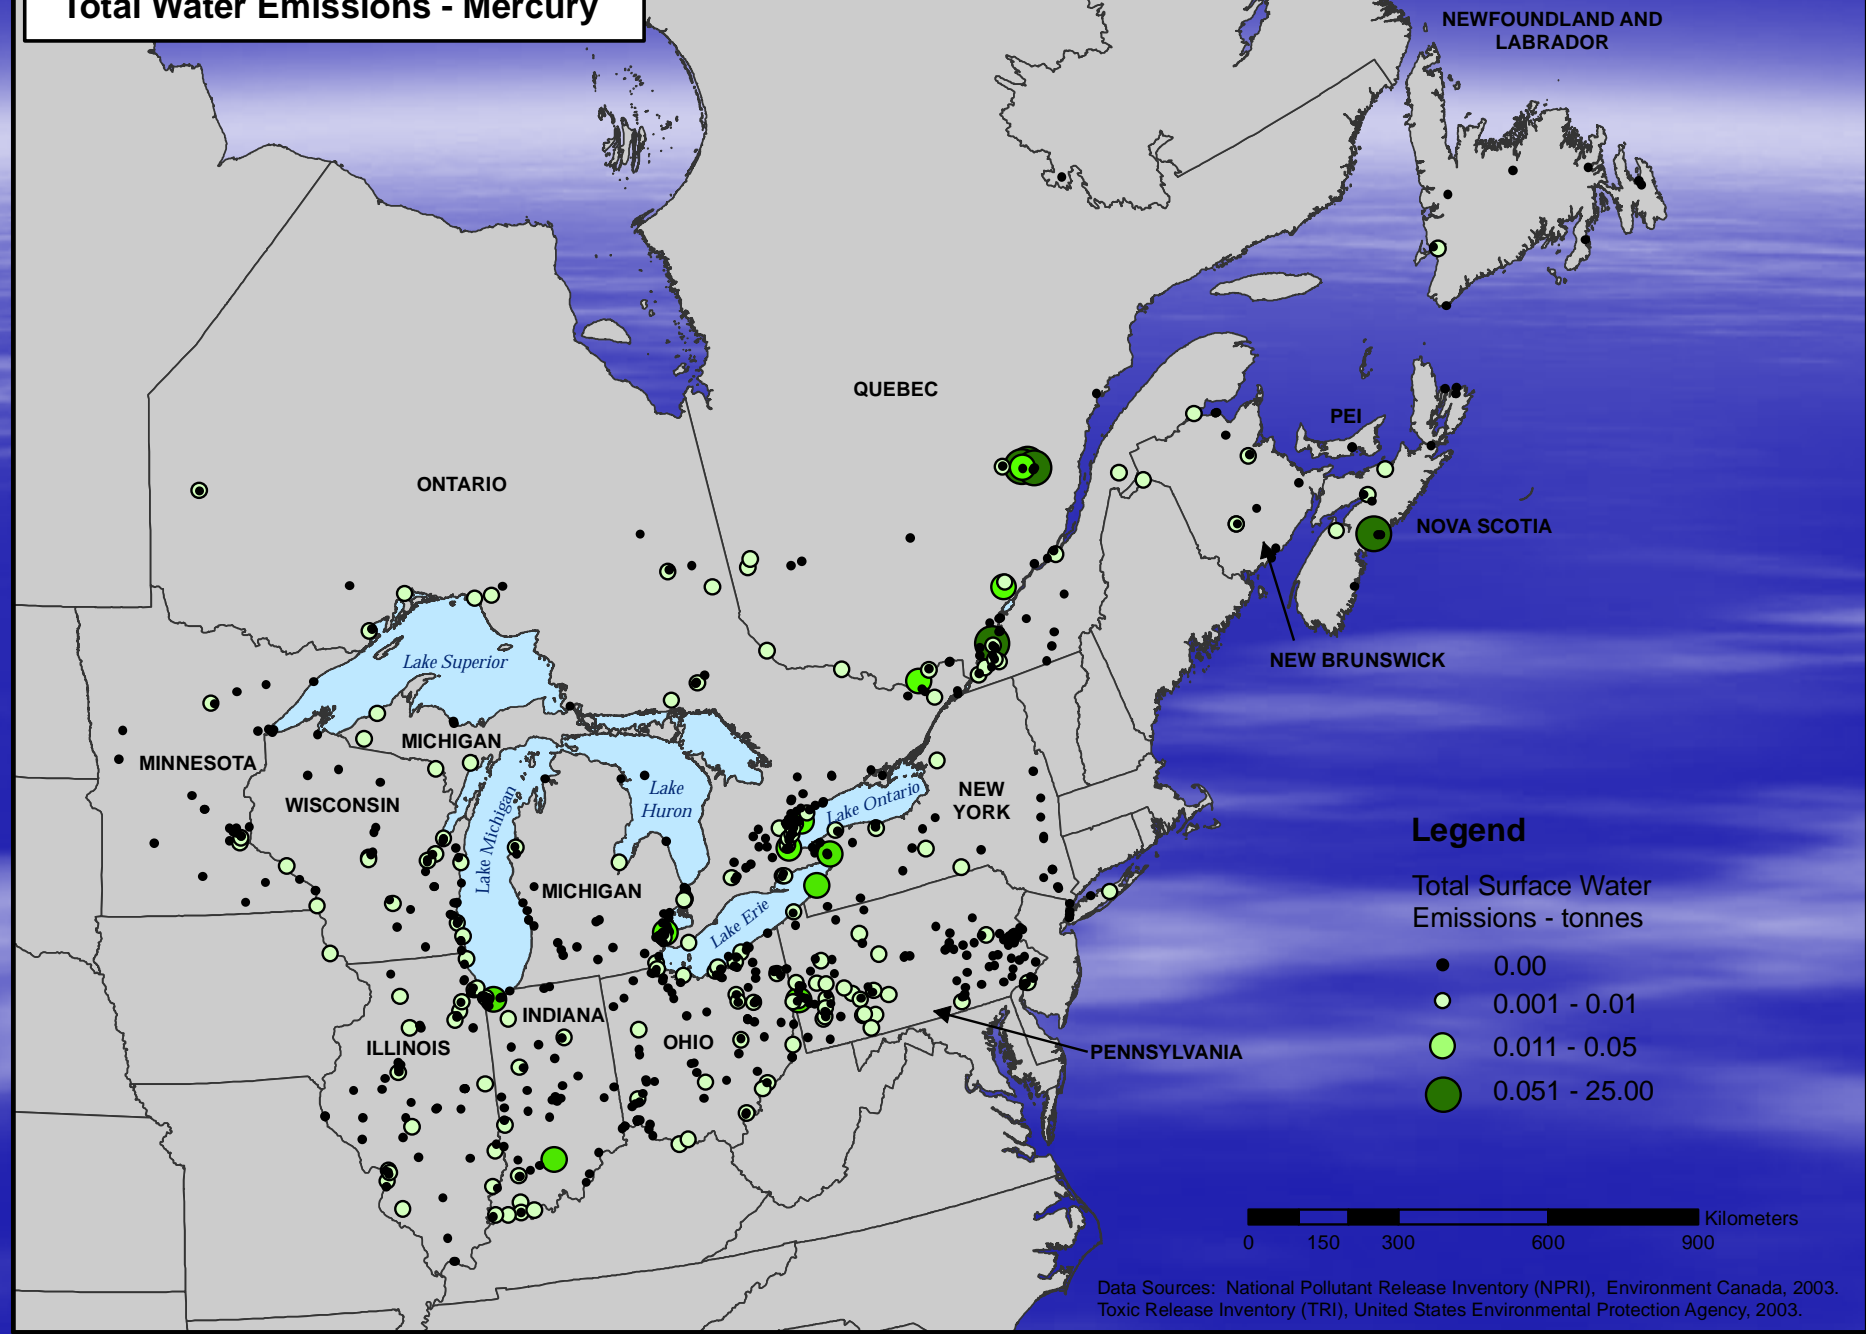 Total Water Emissions - Mercury
NEWFOUNDLAND AND
LABRADOR
QUEBEC
PEI
ONTARIO
NOVA SCOTIA
NEW BRUNSWICK
Lake Superior
MICHIGAN
MINNESOTA
WISCONSIN
Lake Michigan
Lake
Huron
Lake Ontario
NEW
YORK
MICHIGAN
Lake Erie
INDIANA
ILLINOIS
OHIO
PENNSYLVANIA
Legend
Total Surface Water
Emissions - tonnes
0.00
0.001 - 0.01
0.011 - 0.05
0.051 - 25.00
Kilometers
0 150 300 600 900
Data Sources: National Pollutant Release Inventory (NPRI), Environment Canada, 2003.
Toxic Release Inventory (TRI), United States Environmental Protection Agency, 2003.